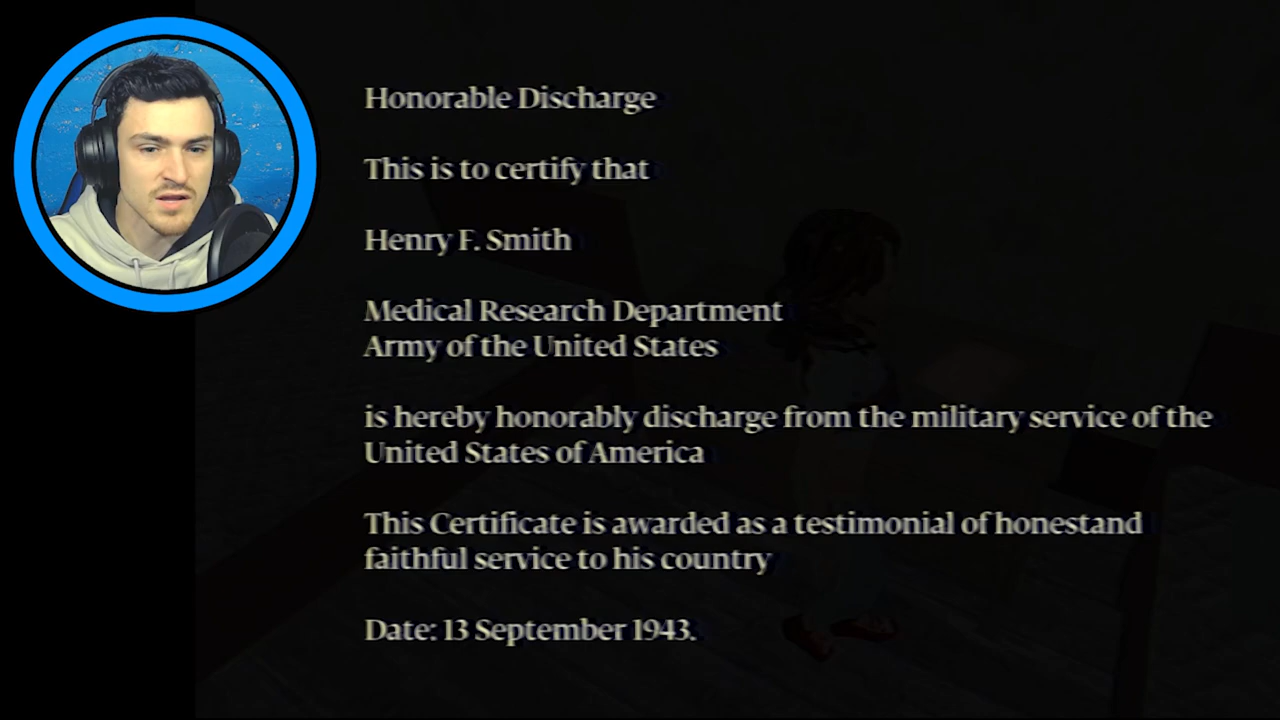 Honorable Discharge
This is to certify that
Henry F. Smith
Medical Research Department
Army of the United States
is hereby honorably discharge from the military service of the
United States of America
This Certificate is awarded as a testimonial of honestand
faithful service to his country
Date: 13 September 1943.